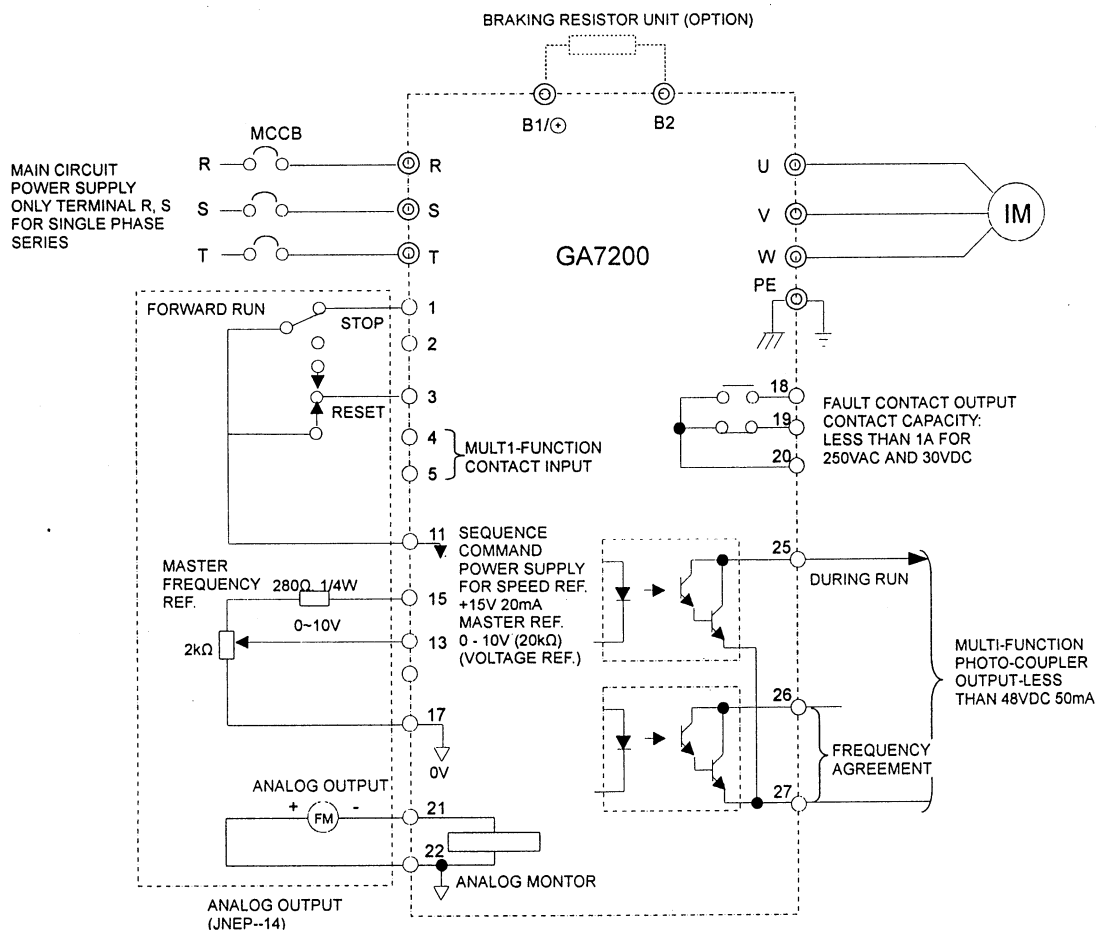 BRAKING RESISTOR UNIT (OPTION)
B1/⊕
B2
MCCB
MAIN CIRCUIT
POWER SUPPLY
ONLY TERMINAL R, S
FOR SINGLE PHASE
SERIES
R
R
S
S
T
T
GA7200
U
V
W
IM
PE
FORWARD RUN
STOP
1
2
3
RESET
4
5
MULT1-FUNCTION
CONTACT INPUT
18
19
20
FAULT CONTACT OUTPUT
CONTACT CAPACITY:
LESS THAN 1A FOR
250VAC AND 30VDC
11
SEQUENCE
COMMAND
POWER SUPPLY
FOR SPEED REF.
+15V 20mA
MASTER REF.
0 - 10V (20kΩ)
(VOLTAGE REF.)
MASTER
FREQUENCY
REF.
280Ω, 1/4W
15
0~10V
13
2kΩ
17
0V
25
DURING RUN
26
FREQUENCY
AGREEMENT
27
MULTI-FUNCTION
PHOTO-COUPLER
OUTPUT-LESS
THAN 48VDC 50mA
ANALOG OUTPUT
+
FM
-
21
22
ANALOG MONTOR
ANALOG OUTPUT
(JNEP--14)